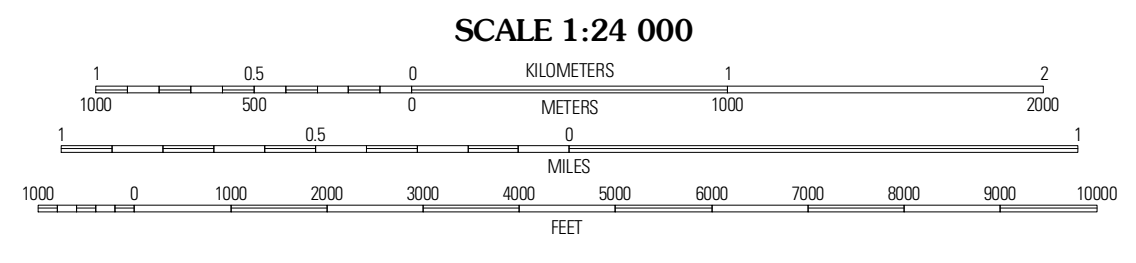 SCALE 1:24 000
1 0.5 0 KILOMETERS 1 2
1000 500 0 METERS 1000 2000
1 0.5 0 1
MILES
1000 0 1000 2000 3000 4000 5000 6000 7000 8000 9000 10000
FEET